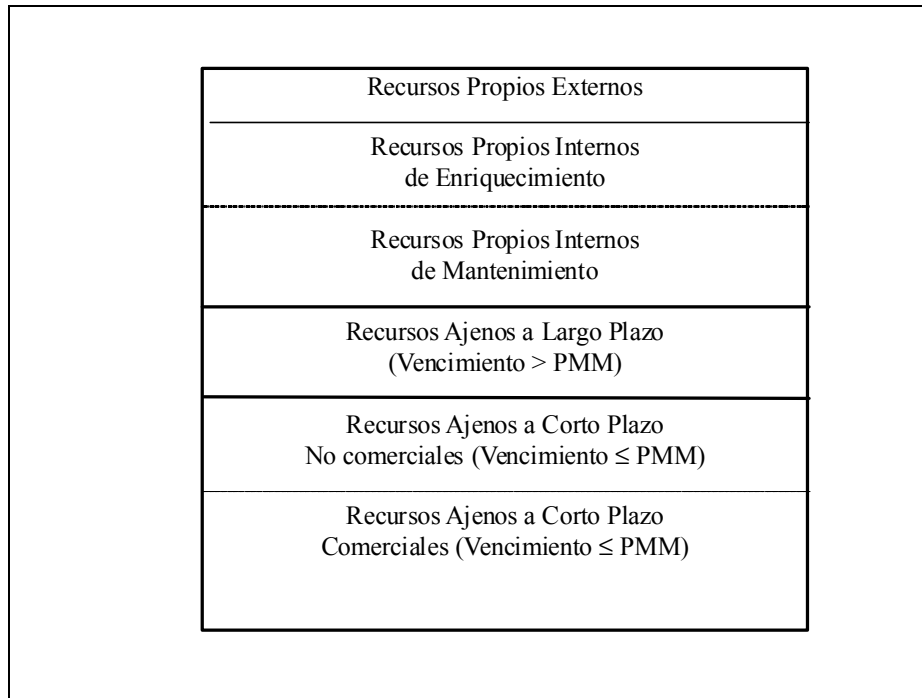 Recursos Propios Externos
Recursos Propios Internos
de Enriquecimiento
Recursos Propios Internos
de Mantenimiento
Recursos Ajenos a Largo Plazo
(Vencimiento > PMM)
Recursos Ajenos a Corto Plazo
No comerciales (Vencimiento ≤ PMM)
Recursos Ajenos a Corto Plazo
Comerciales (Vencimiento ≤ PMM)